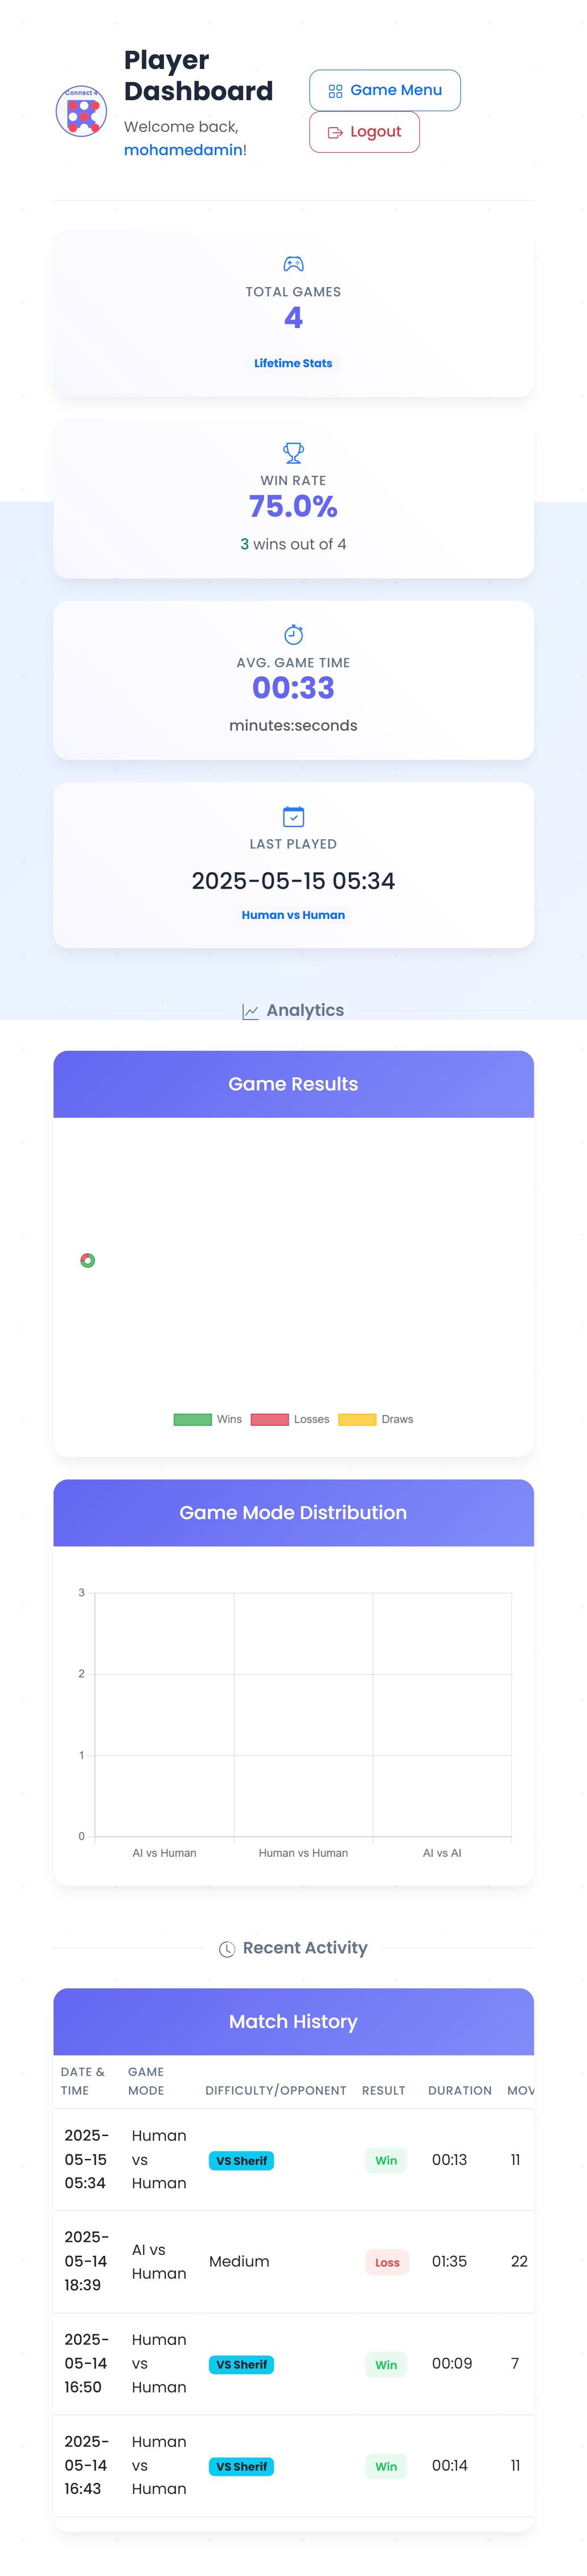 Connect 4
Player
Dashboard
Welcome back,
mohamedamin!
Game Menu
Logout
TOTAL GAMES
4
Lifetime Stats
WIN RATE
75.0%
3 wins out of 4
AVG. GAME TIME
00:33
minutes:seconds
LAST PLAYED
2025-05-15 05:34
Human vs Human
Analytics
Game Results
Wins Losses Draws
Game Mode Distribution
3
2
1
0
AI vs Human Human vs Human AI vs AI
Recent Activity
Match History
DATE & GAME
TIME MODE DIFFICULTY/OPPONENT RESULT DURATION MOV
2025- Human
05-15 vs VS Sherif Win 00:13 11
05:34 Human
2025-
05-14 AI vs Human Medium Loss 01:35 22
18:39
2025- Human
05-14 vs VS Sherif Win 00:09 7
16:50 Human
2025- Human
05-14 vs VS Sherif Win 00:14 11
16:43 Human